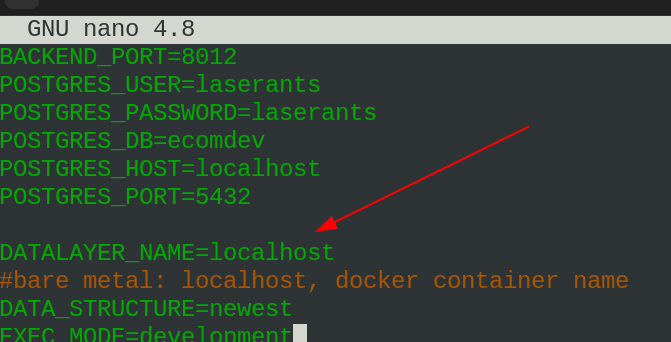 GNU nano 4.8
BACKEND_PORT=8012
POSTGRES_USER=laserants
POSTGRES_PASSWORD=laserants
POSTGRES_DB=ecomdev
POSTGRES_HOST=localhost
POSTGRES_PORT=5432
DATALAYER_NAME=localhost
#bare metal: localhost, docker container name
DATA_STRUCTURE=newest
EXEC_MODE=development